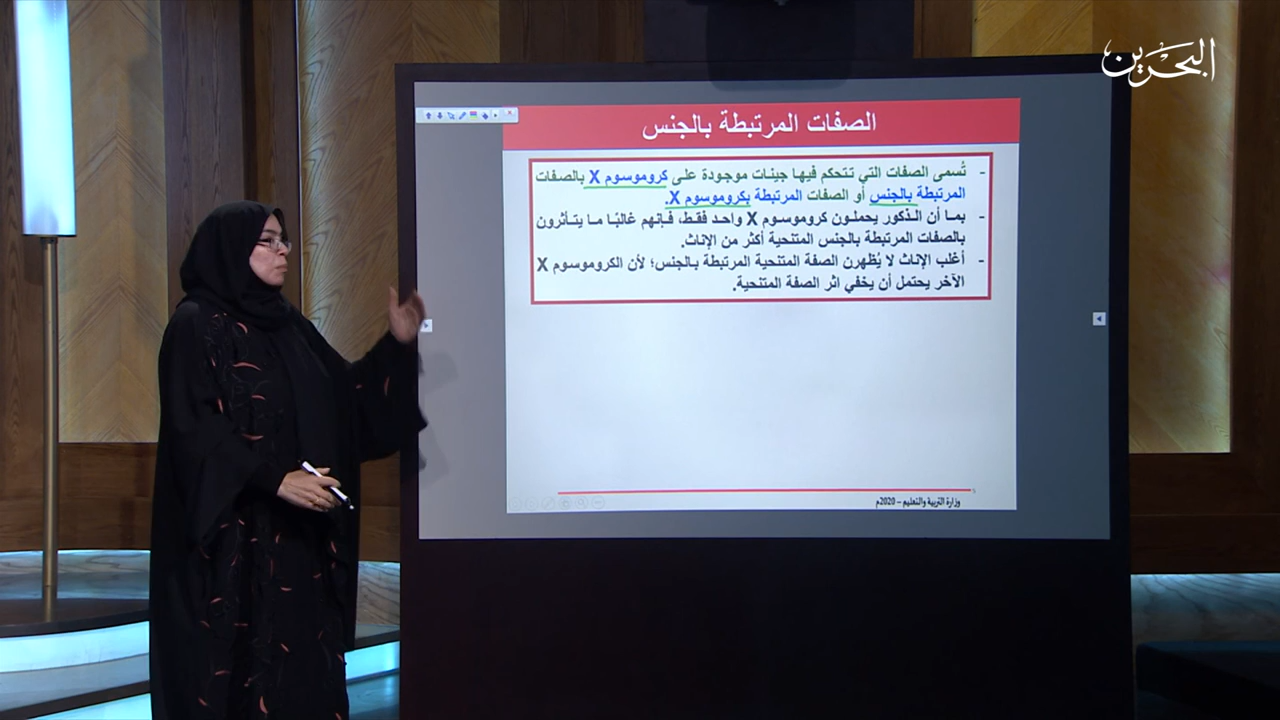 البحرين
الصفات المرتبطة بالجنس
- تُسمى الصفات التي تتحكم فيها جينات موجودة على كروموسوم X بالصفات
المرتبطة بالجنس أو الصفات المرتبطة بكروموسوم X.
- بما أن الذكور يحملون كروموسوم X واحد فقط، فإنهم غالبًا ما يتأثرون
بالصفات المرتبطة بالجنس المتنحية أكثر من الإناث.
- أغلب الإناث لا يُظهرن الصفة المتنحية المرتبطة بالجنس؛ لأن الكروموسوم X
الآخر يحتمل أن يخفي اثر الصفة المتنحية.
وزارة التربية والتعليم – 2020م